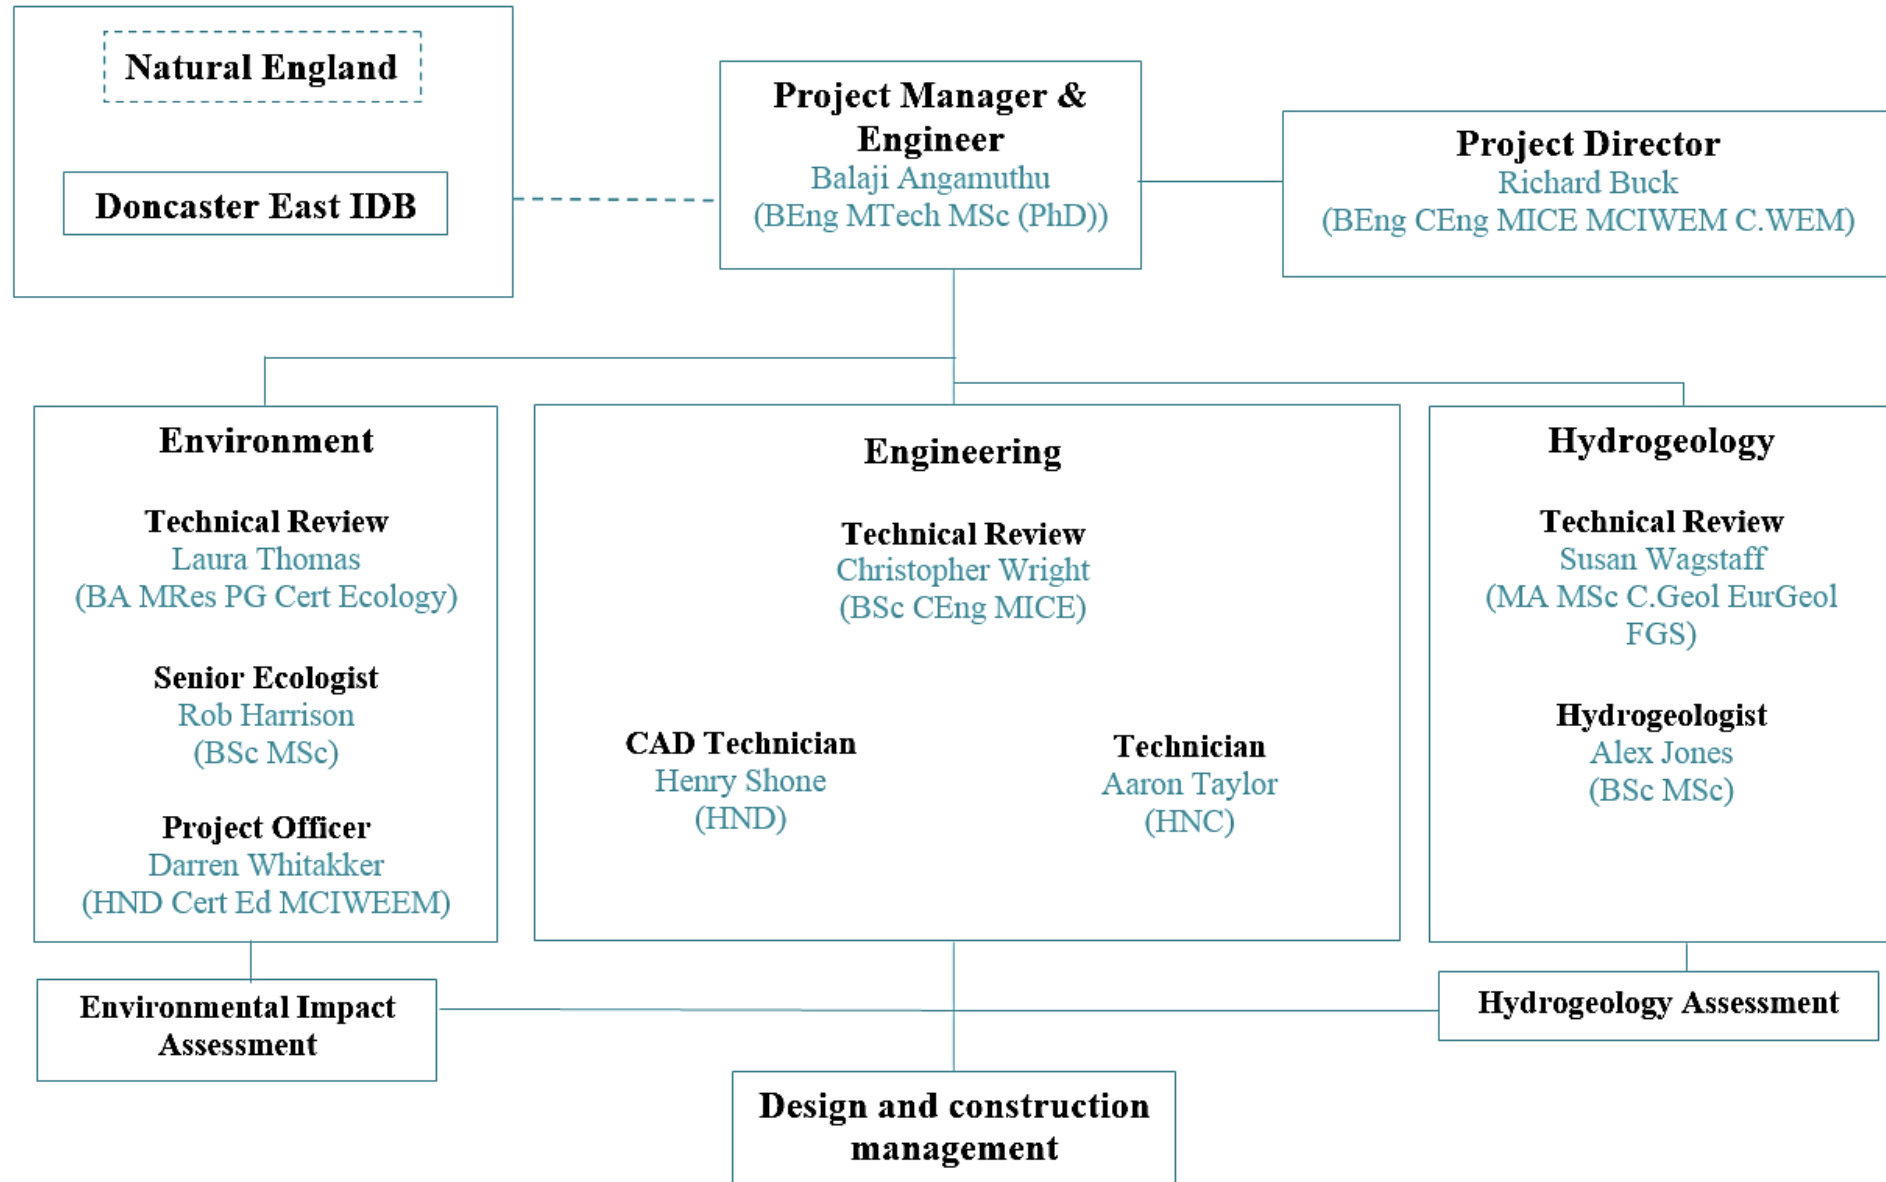 Natural England
Doncaster East IDB
Project Manager &
Engineer
Balaji Angamuthu
(BEng MTech MSc (PhD))
Project Director
Richard Buck
(BEng CEng MICE MCIWEM C.WEM)
Environment
Technical Review
Laura Thomas
(BA MRes PG Cert Ecology)
Senior Ecologist
Rob Harrison
(BSc MSc)
Project Officer
Darren Whitakker
(HND Cert Ed MCIWEEM)
Engineering
Technical Review
Christopher Wright
(BSc CEng MICE)
CAD Technician
Henry Shone
(HND)
Technician
Aaron Taylor
(HNC)
Hydrogeology
Technical Review
Susan Wagstaff
(MA MSc C.Geol EurGeol
FGS)
Hydrogeologist
Alex Jones
(BSc MSc)
Environmental Impact
Assessment
Hydrogeology Assessment
Design and construction
management